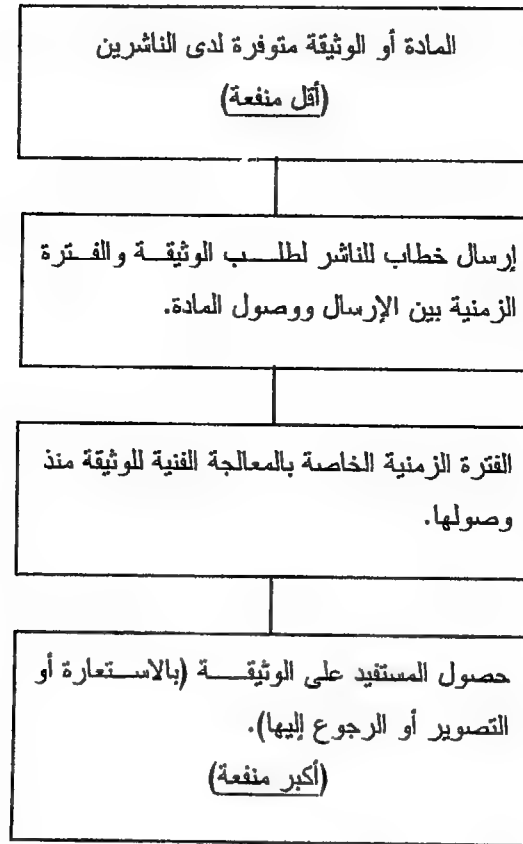 المادة أو الوثيقة متوفرة لدى الناشرين
(أقل منفعة)
إرسال خطاب للناشر لطلب الوثيقة والفترة
الزمنية بين الإرسال ووصول المادة.
الفترة الزمنية الخاصة بالمعالجة الفنية للوثيقة منذ
وصولها.
حصول المستفيد على الوثيقة (بالاستعارة أو
التصوير أو الرجوع إليها).
(أكبر منفعة)